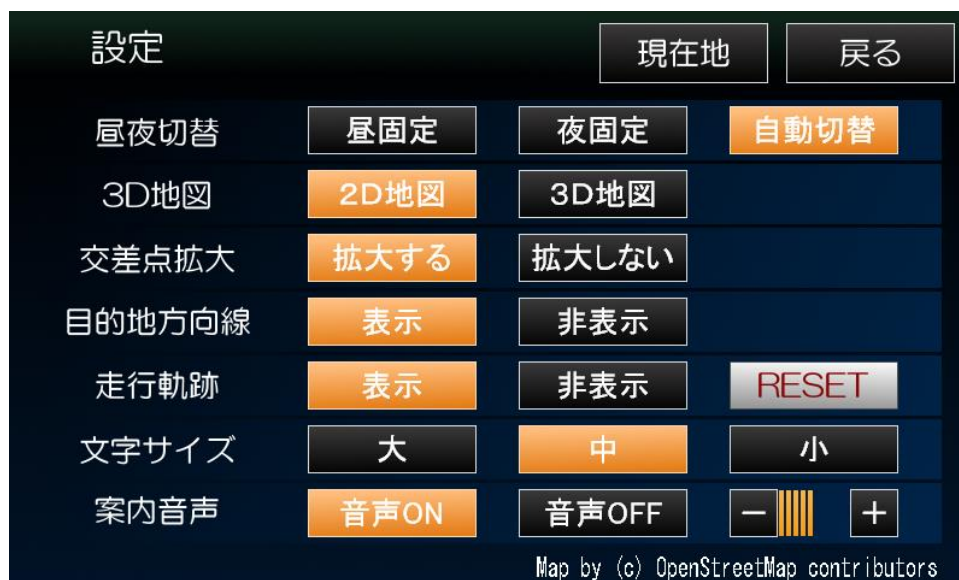 設定 現在地 戻る
昼夜切替 昼固定 夜固定 自動切替
3D地図 2D地図 3D地図
交差点拡大 拡大する 拡大しない
目的地方向線 表示 非表示
走行軌跡 表示 非表示 RESET
文字サイズ 大 中 小
案内音声 音声ON 音声OFF － ＋
Map by (c) OpenStreetMap contributors